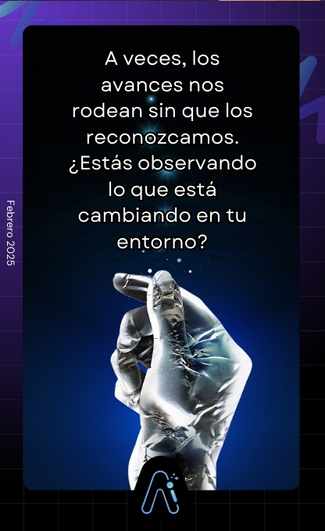 A veces, los
avances nos
rodean sin que los
reconozcamos.
¿Estás observando
lo que está
cambiando en tu
entorno?
Febrero 2025